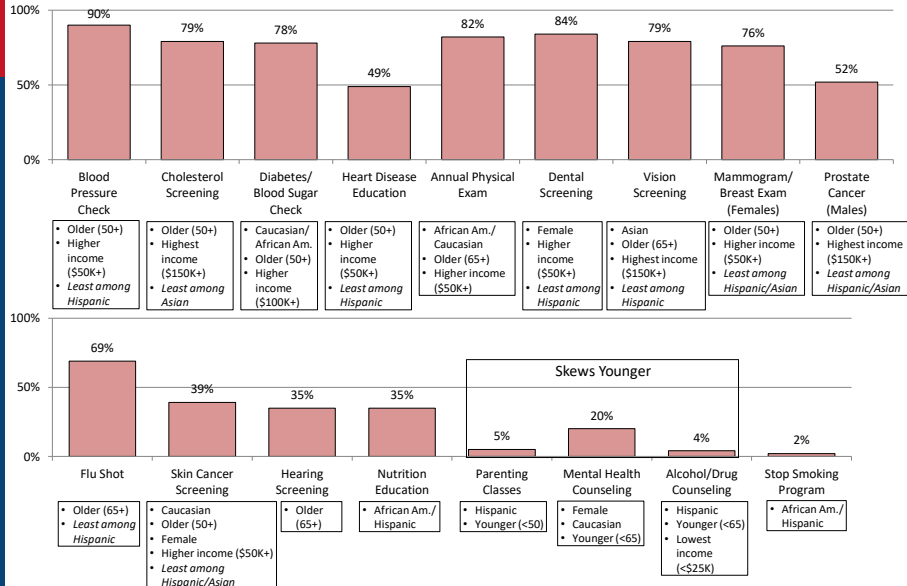 100%
90%
79%
78%
49%
82%
84%
79%
76%
52%
50%
0%
Blood
Pressure
Check
Cholesterol
Screening
Diabetes/
Blood Sugar
Check
Heart Disease
Education
Annual Physical
Exam
Dental
Screening
Vision
Screening
Mammogram/
Breast Exam
(Females)
Prostate
Cancer
(Males)
• Older (50+)
• Higher
income
($50K+)
• Least among
Hispanic
• Older (50+)
• Highest
income
($150K+)
• Least among
Asian
• Caucasian/
African Am.
• Older (50+)
• Higher
income
($100K+)
• Older (50+)
• Higher
income
($50K+)
• Least among
Hispanic
• African Am./
Caucasian
• Older (65+)
• Higher income
($50K+)
• Female
• Higher
income
($50K+)
• Least among
Hispanic
• Asian
• Older (65+)
• Highest income
($150K+)
• Least among
Hispanic
• Older (50+)
• Higher income
($50K+)
• Least among
Hispanic/Asian
• Older (50+)
• Highest income
($150K+)
• Least among
Hispanic/Asian
100%
69%
39%
35%
35%
Skews Younger
5%
20%
4%
2%
50%
0%
Flu Shot
Skin Cancer
Screening
Hearing
Screening
Nutrition
Education
Parenting
Classes
Mental Health
Counseling
Alcohol/Drug
Counseling
Stop Smoking
Program
• Older (65+)
• Least among
Hispanic
• Caucasian
• Older (50+)
• Female
• Higher income ($50K+)
• Least among
Hispanic/Asian
• Older
(65+)
• African Am./
Hispanic
• Hispanic
• Younger (<50)
• Female
• Caucasian
• Younger (<65)
• Hispanic
• Younger (<65)
• Lowest
income
(<$25K)
• African Am./
Hispanic